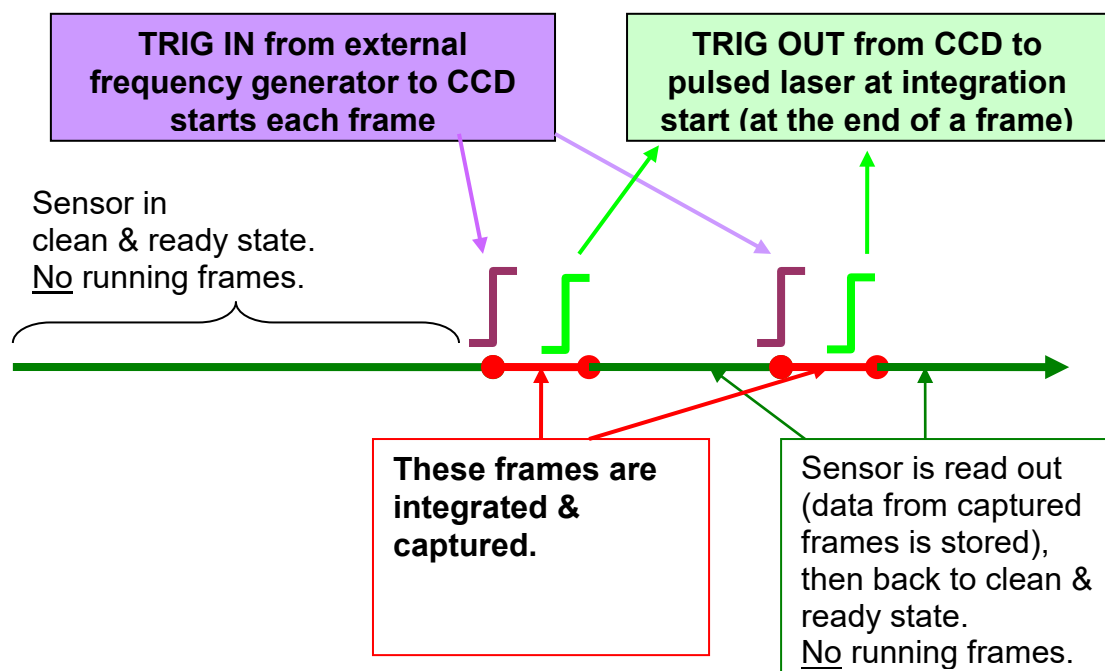 TRIG IN from external
frequency generator to CCD
starts each frame
TRIG OUT from CCD to
pulsed laser at integration
start (at the end of a frame)
Sensor in
clean & ready state.
No running frames.
These frames are
integrated &
captured.
Sensor is read out
(data from captured
frames is stored),
then back to clean &
ready state.
No running frames.